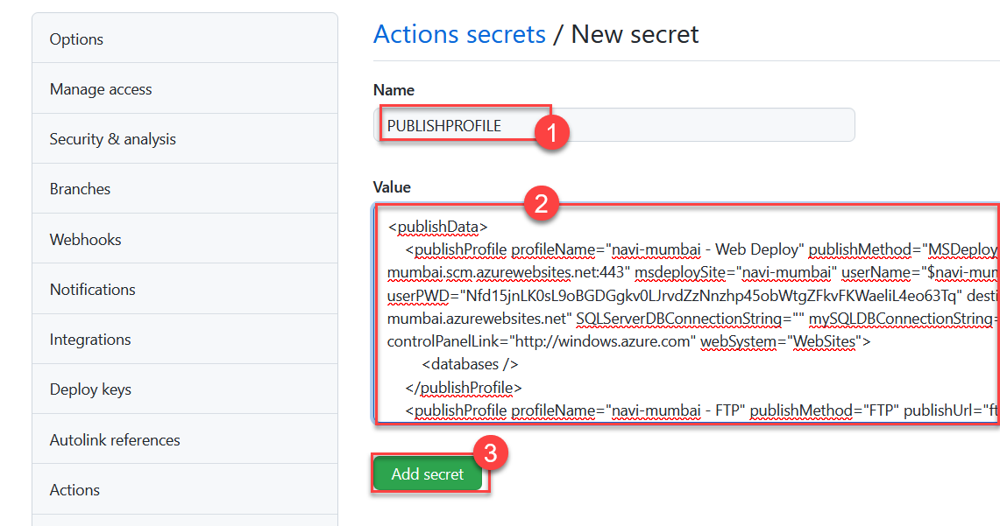 Options
Manage access
Security & analysis
Branches
Webhooks
Notifications
Integrations
Deploy keys
Autolink references
Actions
Actions secrets / New secret
Name
PUBLISHPROFILE
1
Value
2
<publishData>
<publishProfile profileName="navi-mumbai - Web Deploy" publishMethod="MSDeploy
mumbai.scm.azurewebsites.net:443" msdeploySite="navi-mumbai" userName="$navi-mum
userPWD="Nfd15jnLK0sL9oBGDGgkv0LJrvdZzNnzhp45obWtgZFkvFKWaeliL4eo63Tq" desti
mumbai.azurewebsites.net" SQLServerDBConnectionString="" mySQLDBConnectionString=
controlPanelLink="http://windows.azure.com" webSystem="WebSites">
<databases />
</publishProfile>
<publishProfile profileName="navi-mumbai - FTP" publishMethod="FTP" publishUrl="ft
3
Add secret